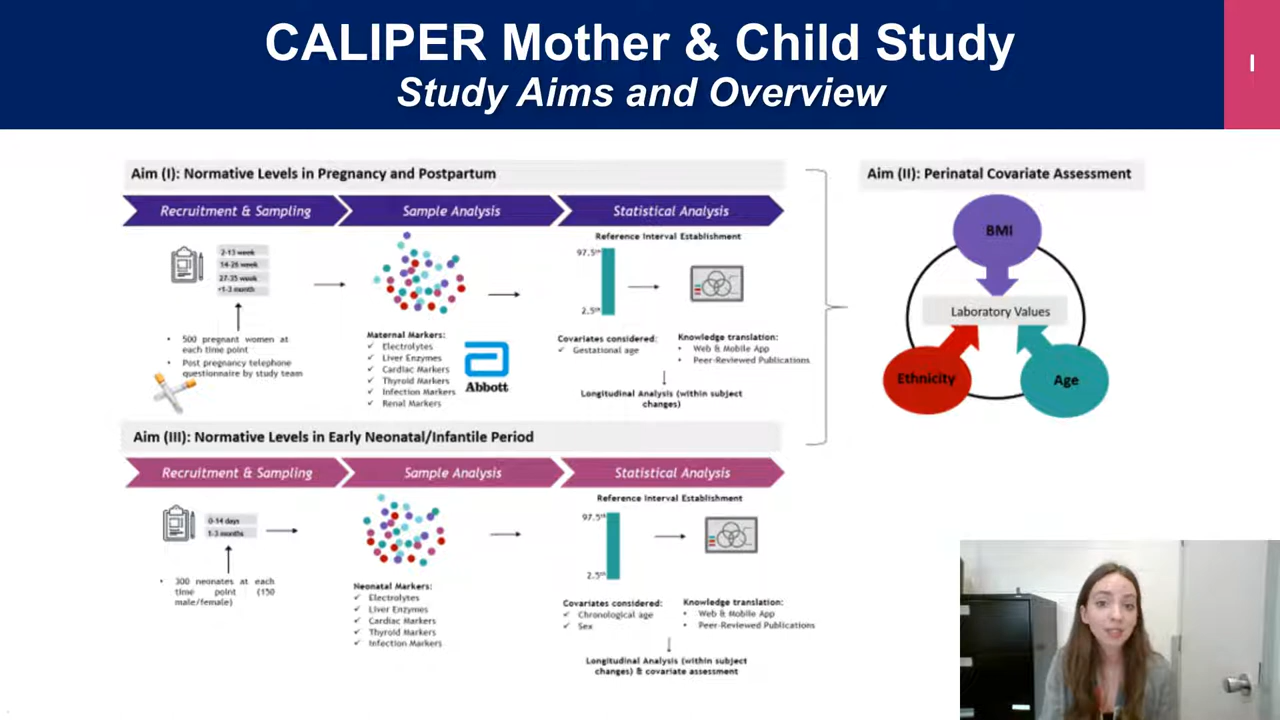 CALIPER Mother & Child Study
Study Aims and Overview
Aim (I): Normative Levels in Pregnancy and Postpartum
Recruitment & Sampling
Sample Analysis
Statistical Analysis
2-13 week
14-26 week
27-35 week
+1-3 month
500 pregnant women at
each time point
Post pregnancy telephone
questionnaire by study team
Maternal Markers:
Electrolytes
Liver Enzymes
Cardiac Markers
Thyroid Markers
Infection Markers
Renal Markers
Abbott
Reference Interval Establishment
97.5th
2.5th
Covariates considered:
Gestational age
Knowledge translation:
Web & Mobile App
Peer-Reviewed Publications
Longitudinal Analysis (within subject
changes)
Aim (II): Perinatal Covariate Assessment
BMI
Laboratory Values
Ethnicity
Age
Aim (III): Normative Levels in Early Neonatal/Infantile Period
Recruitment & Sampling
Sample Analysis
Statistical Analysis
0-14 days
1-3 months
300 neonates at each
time point (150
male/female)
Neonatal Markers:
Electrolytes
Liver Enzymes
Cardiac Markers
Thyroid Markers
Infection Markers
Reference Interval Establishment
97.5th
2.5th
Covariates considered:
Chronological age
Sex
Knowledge translation:
Web & Mobile App
Peer-Reviewed Publications
Longitudinal Analysis (within subject
changes) & covariate assessment